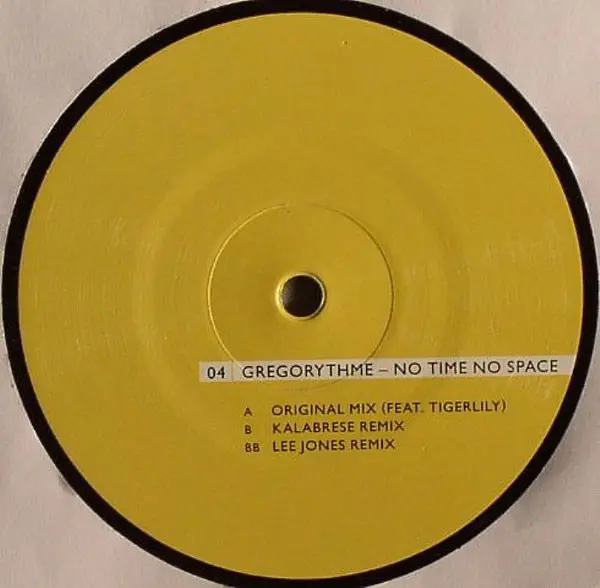 04 GREGORYTHME – NO TIME NO SPACE
A ORIGINAL MIX (FEAT. TIGERLILY)
B KALABRESE REMIX
BB LEE JONES REMIX